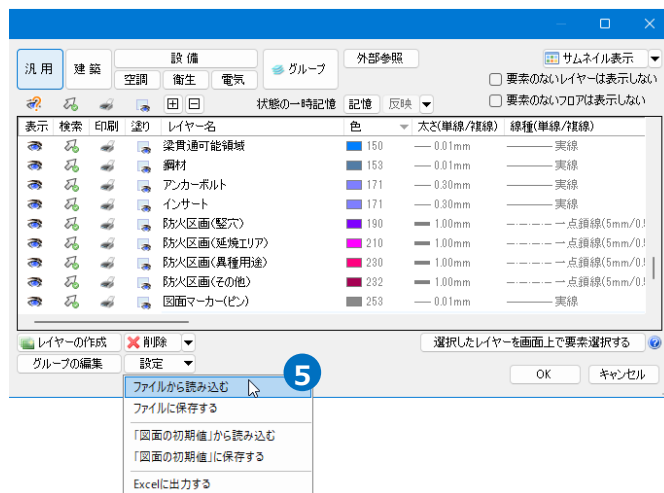 汎用 建築 設備 空調 衛生 電気 グループ 外部参照 サムネイル表示
要素のないレイヤーは表示しない
状態の一時記憶 記憶 反映 要素のないフロアは表示しない
表示 検索 印刷 塗り レイヤー名 色 太さ(単線/複線) 線種(単線/複線)
梁貫通可能領域 150 0.01mm 実線
鋼材 153 0.01mm 実線
アンカーボルト 171 0.30mm 実線
インサート 171 0.30mm 実線
防火区画(竪穴) 190 1.00mm 一点鎖線(5mm/0.
防火区画(延焼エリア) 210 1.00mm 一点鎖線(5mm/0.
防火区画(異種用途) 230 1.00mm 一点鎖線(5mm/0.
防火区画(その他) 232 1.00mm 一点鎖線(5mm/0.
図面マーカー(ピン) 253 0.01mm 実線
レイヤーの作成 削除 選択したレイヤーを画面上で要素選択する
グループの編集 設定 5 OK キャンセル
ファイルから読み込む
ファイルに保存する
「図面の初期値」から読み込む
「図面の初期値」に保存する
Excelに出力する